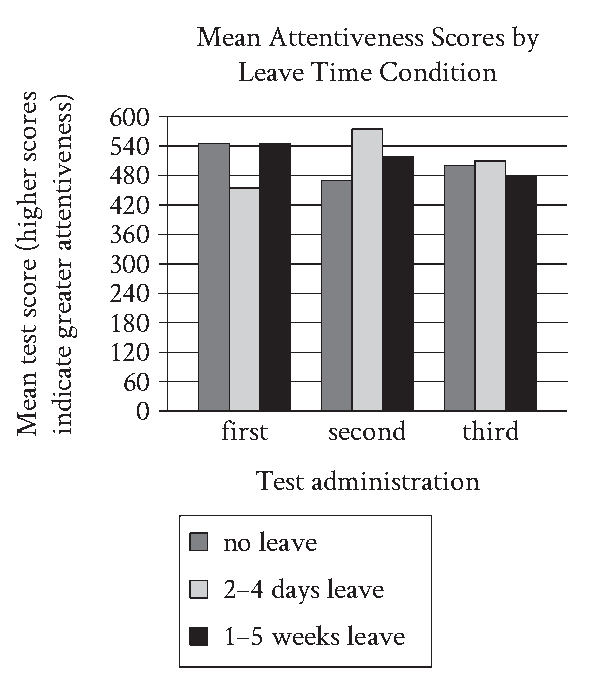 Mean Attentiveness Scores by
Leave Time Condition
Mean test score (higher scores
indicate greater attentiveness)
600
540
480
420
360
300
240
180
120
60
0
first second third
Test administration
no leave
2–4 days leave
1–5 weeks leave